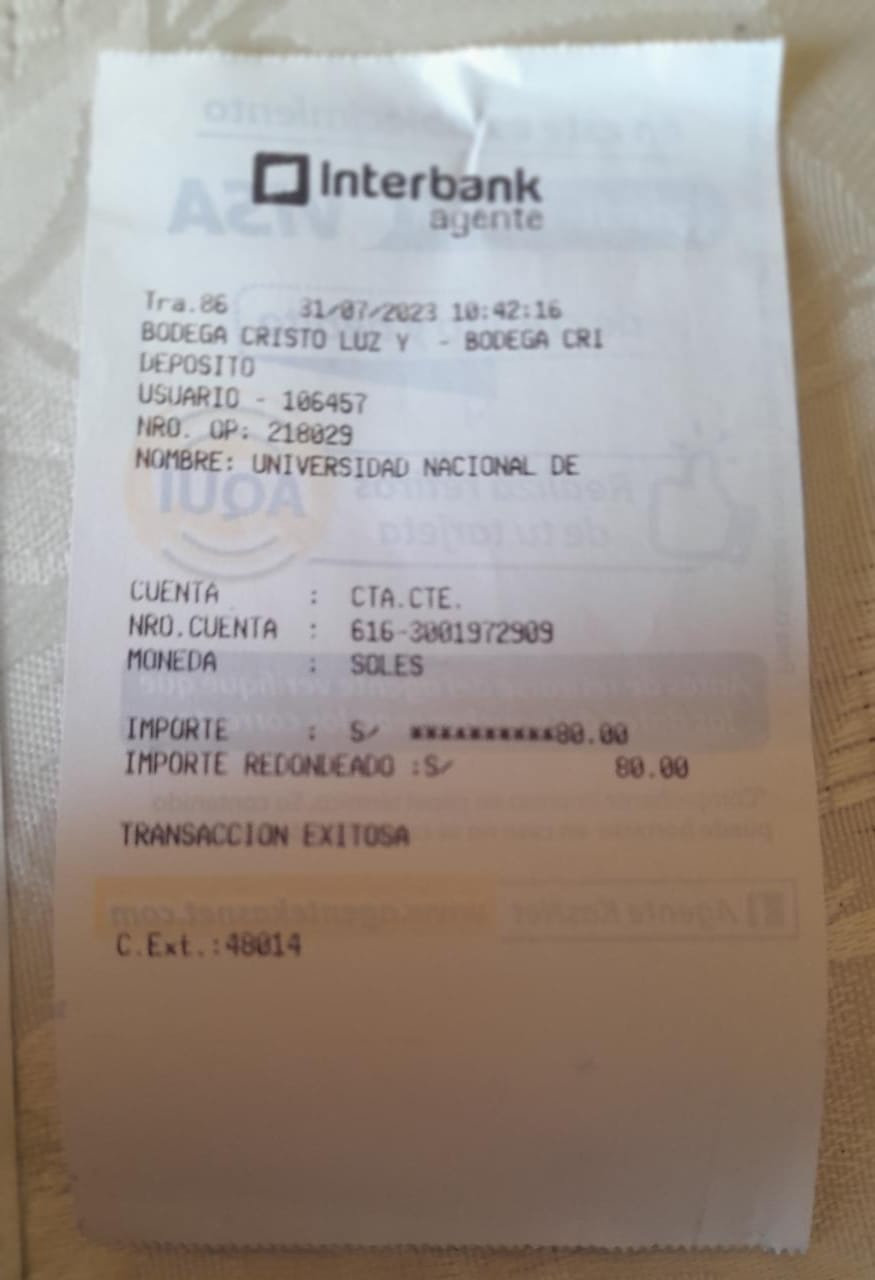 Interbank
agente
Tra.86 31/07/2023 10:42:16
BODEGA CRISTO LUZ Y - BODEGA CRI
DEPOSITO
USUARIO - 106457
NRO. OP: 218029
NOMBRE: UNIVERSIDAD NACIONAL DE
CUENTA : CTA.CTE.
NRO.CUENTA : 616-3001972909
MONEDA : SOLES
IMPORTE : S/ **********80.00
IMPORTE REDONDEADO :S/ 80.00
TRANSACCION EXITOSA
C.Ext.:48014